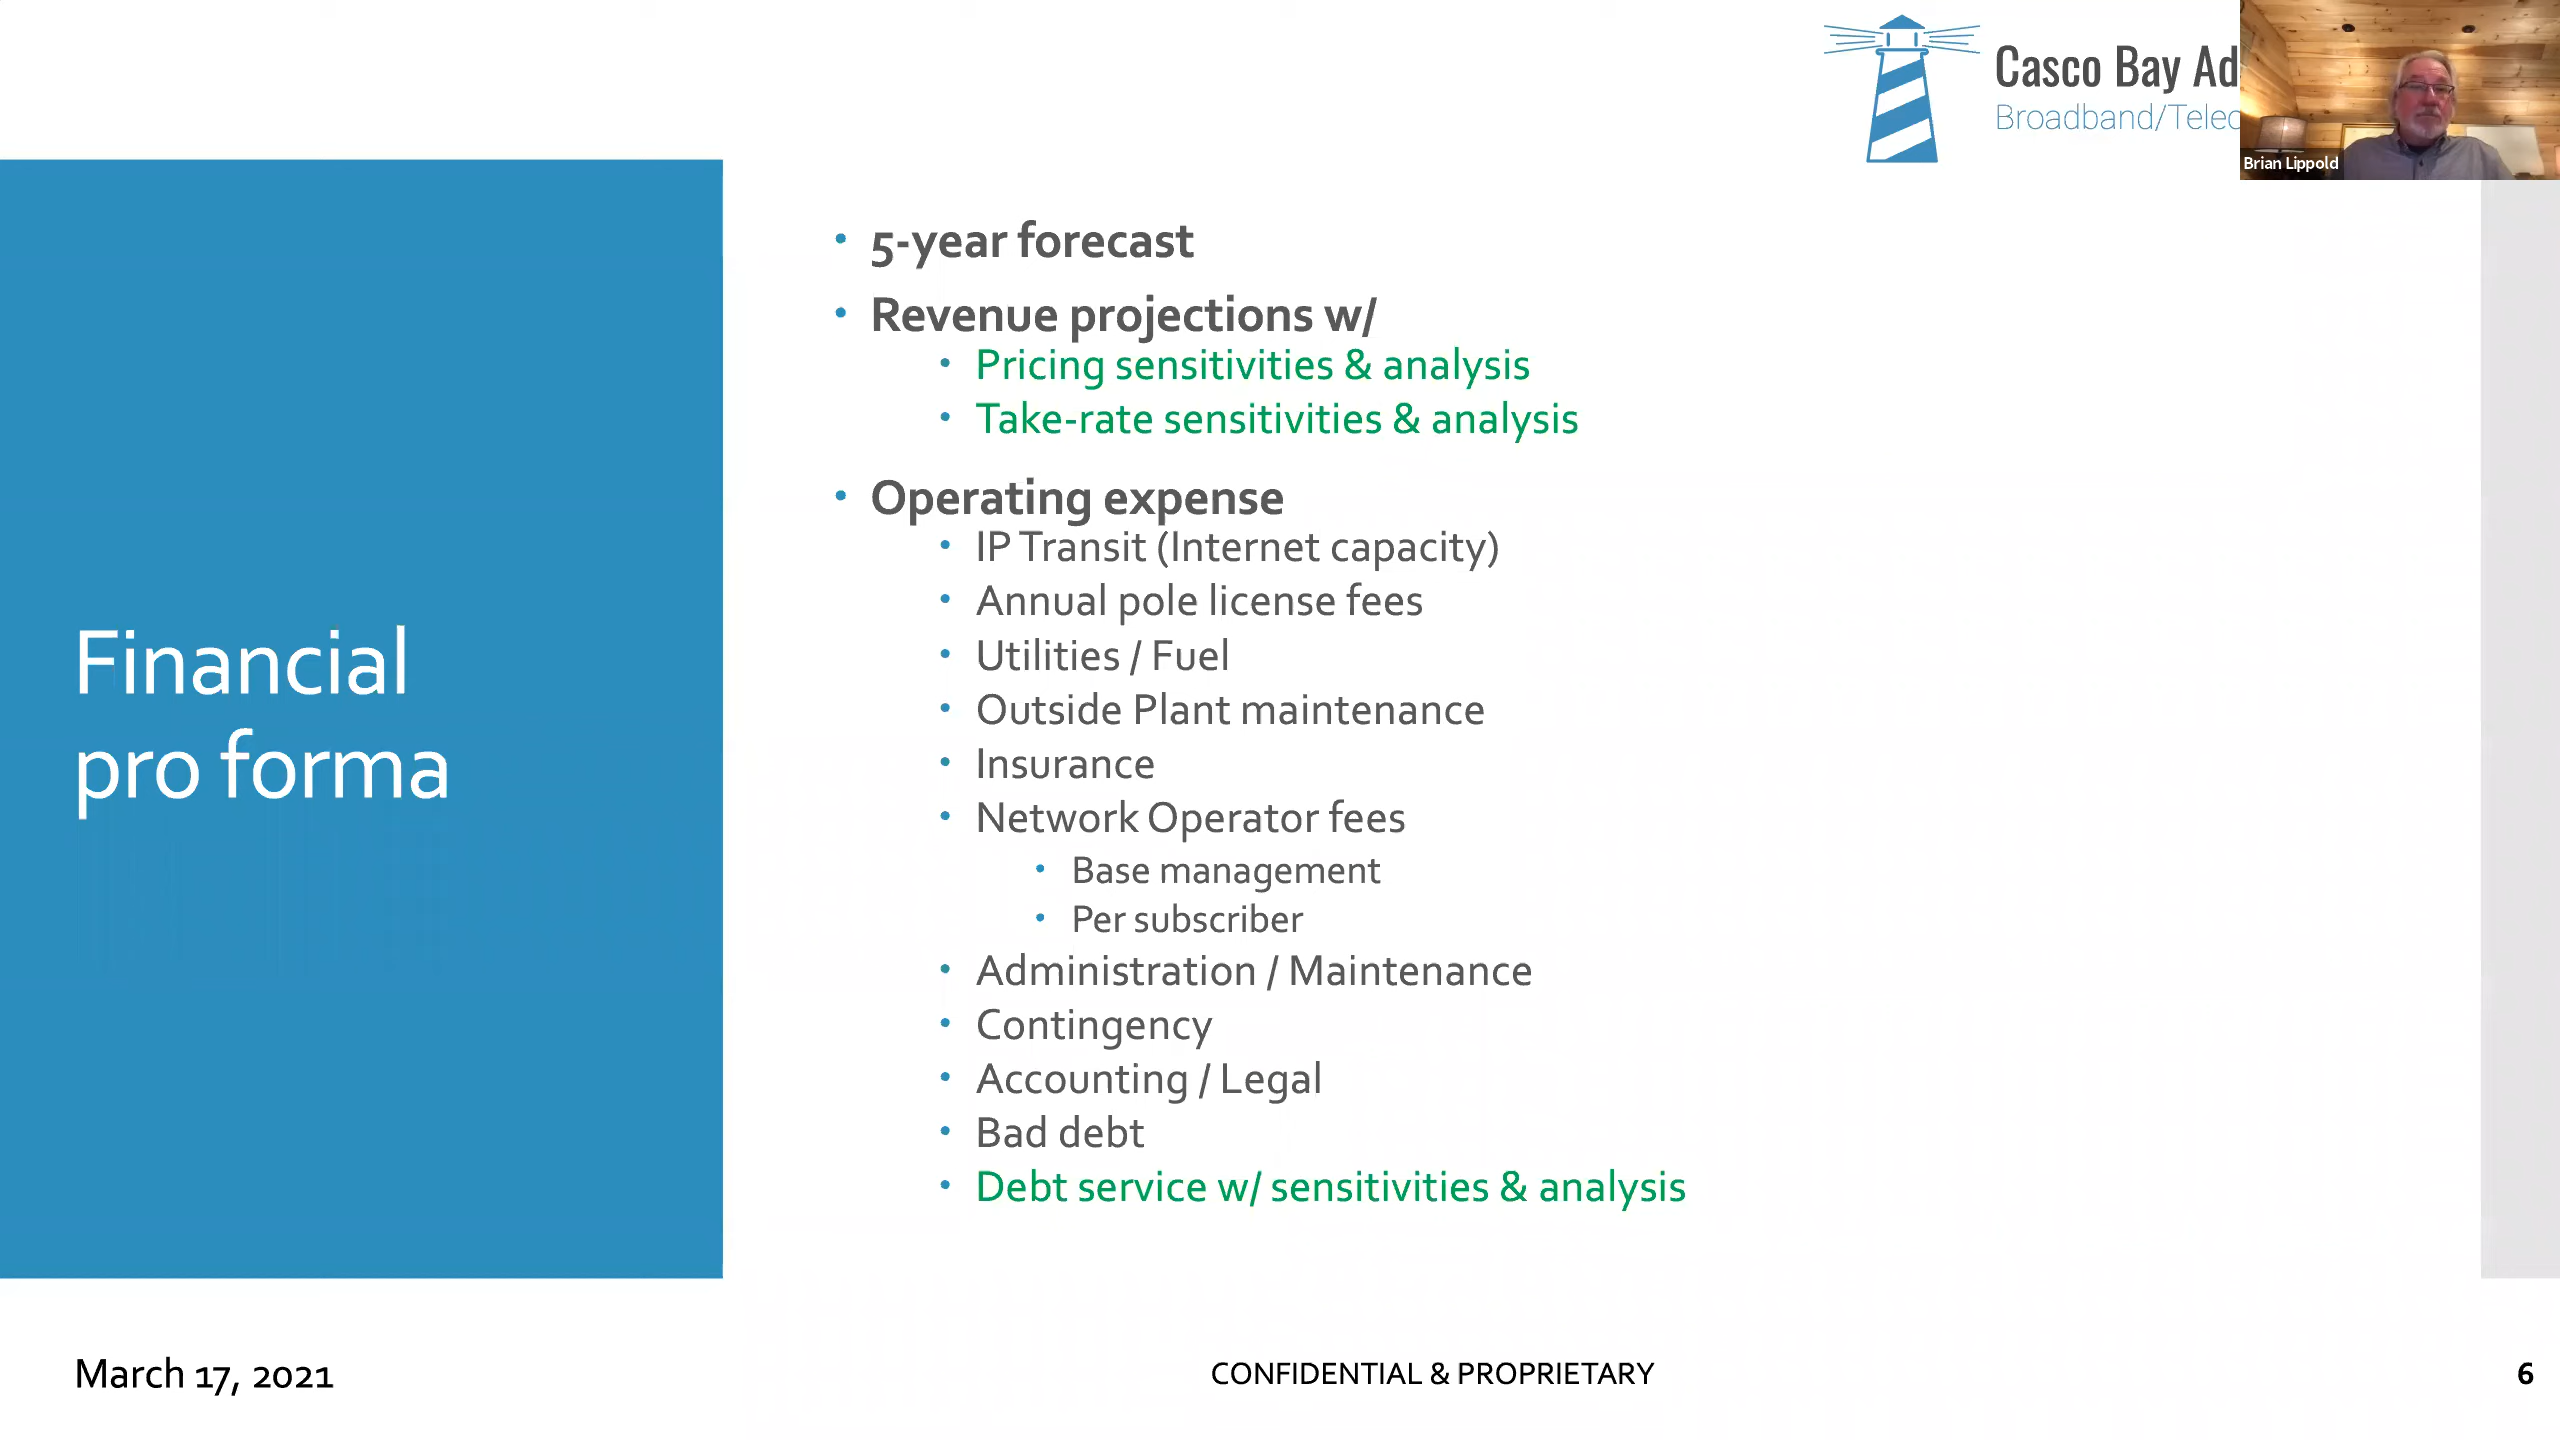 Casco Bay Ad
Broadband/Telec
Brian Lippold
• 5-year forecast
• Revenue projections w/
• Pricing sensitivities & analysis
• Take-rate sensitivities & analysis
• Operating expense
• IP Transit (Internet capacity)
• Annual pole license fees
• Utilities / Fuel
• Outside Plant maintenance
• Insurance
• Network Operator fees
• Base management
• Per subscriber
• Administration / Maintenance
• Contingency
• Accounting / Legal
• Bad debt
• Debt service w/ sensitivities & analysis
Financial
pro forma
March 17, 2021
CONFIDENTIAL & PROPRIETARY
6